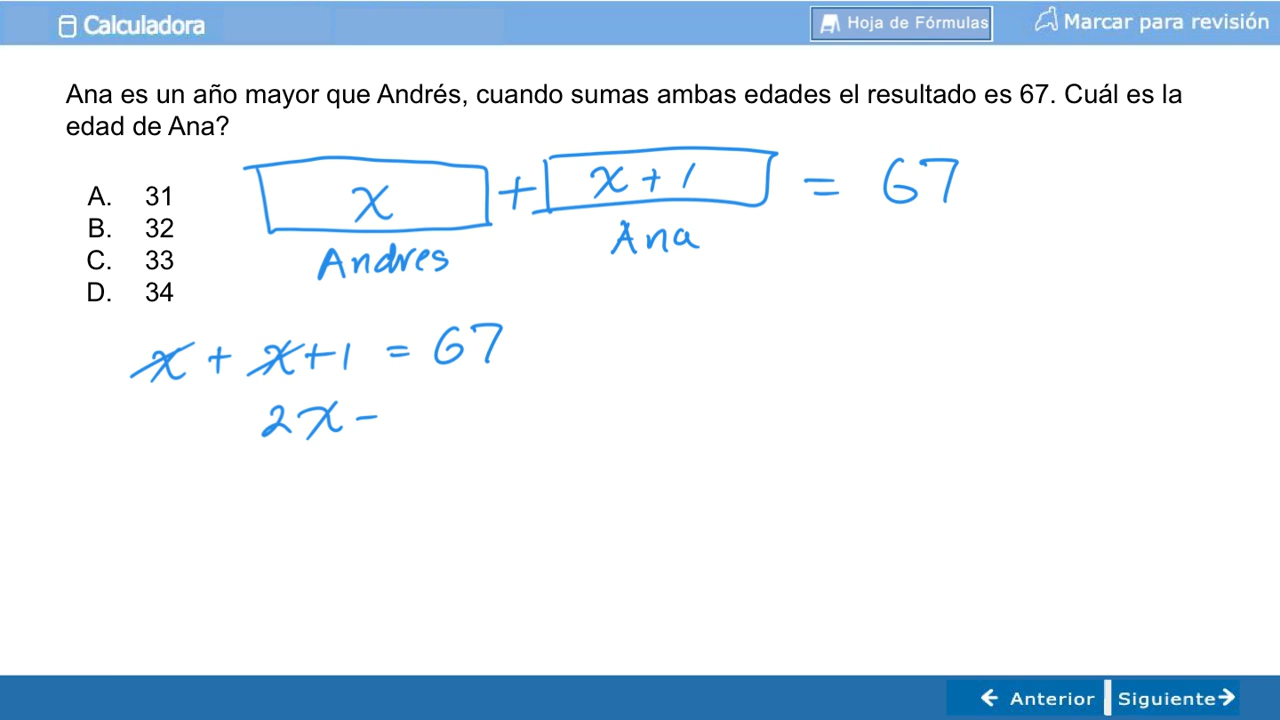 Calculadora
Hoja de Fórmulas
Marcar para revisión
Ana es un año mayor que Andrés, cuando sumas ambas edades el resultado es 67. Cuál es la
edad de Ana?
A. 31
B. 32
C. 33
D. 34
x + x + 1 = 67
Andres Ana
x + x + 1 = 67
2x -
Anterior
Siguiente